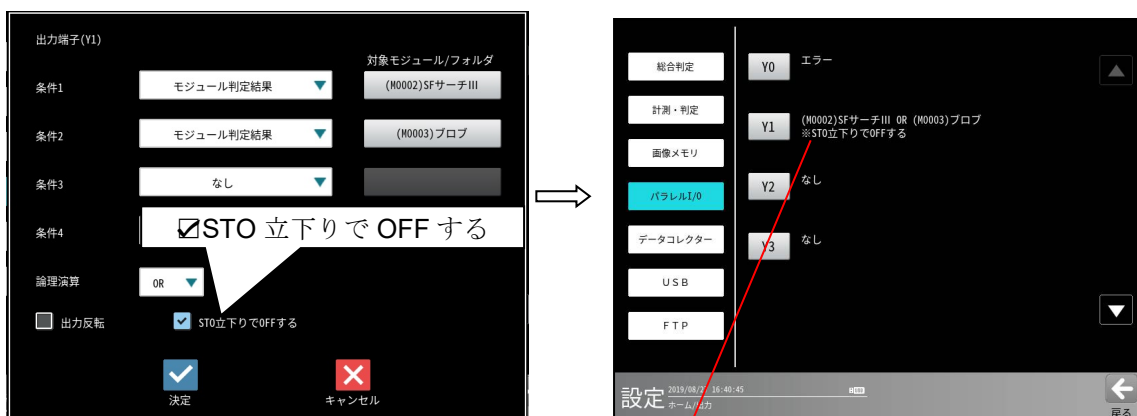 出力端子(Y1)
対象モジュール/フォルダ
条件1 モジュール判定結果 (M0002)SFサーチIII
条件2 モジュール判定結果 (M0003)ブロブ
条件3 なし
条件4
☑STO 立下りで OFF する
論理演算 OR
出力反転 STO立下りでOFFする
決定 キャンセル
総合判定
計測・判定
画像メモリ
パラレルI/O
データコレクター
USB
FTP
Y0 エラー
Y1 (M0002)SFサーチIII OR (M0003)ブロブ
※STO立下りでOFFする
Y2 なし
Y3 なし
設定 2019/08/27 16:40:45
ホーム/出力
戻る